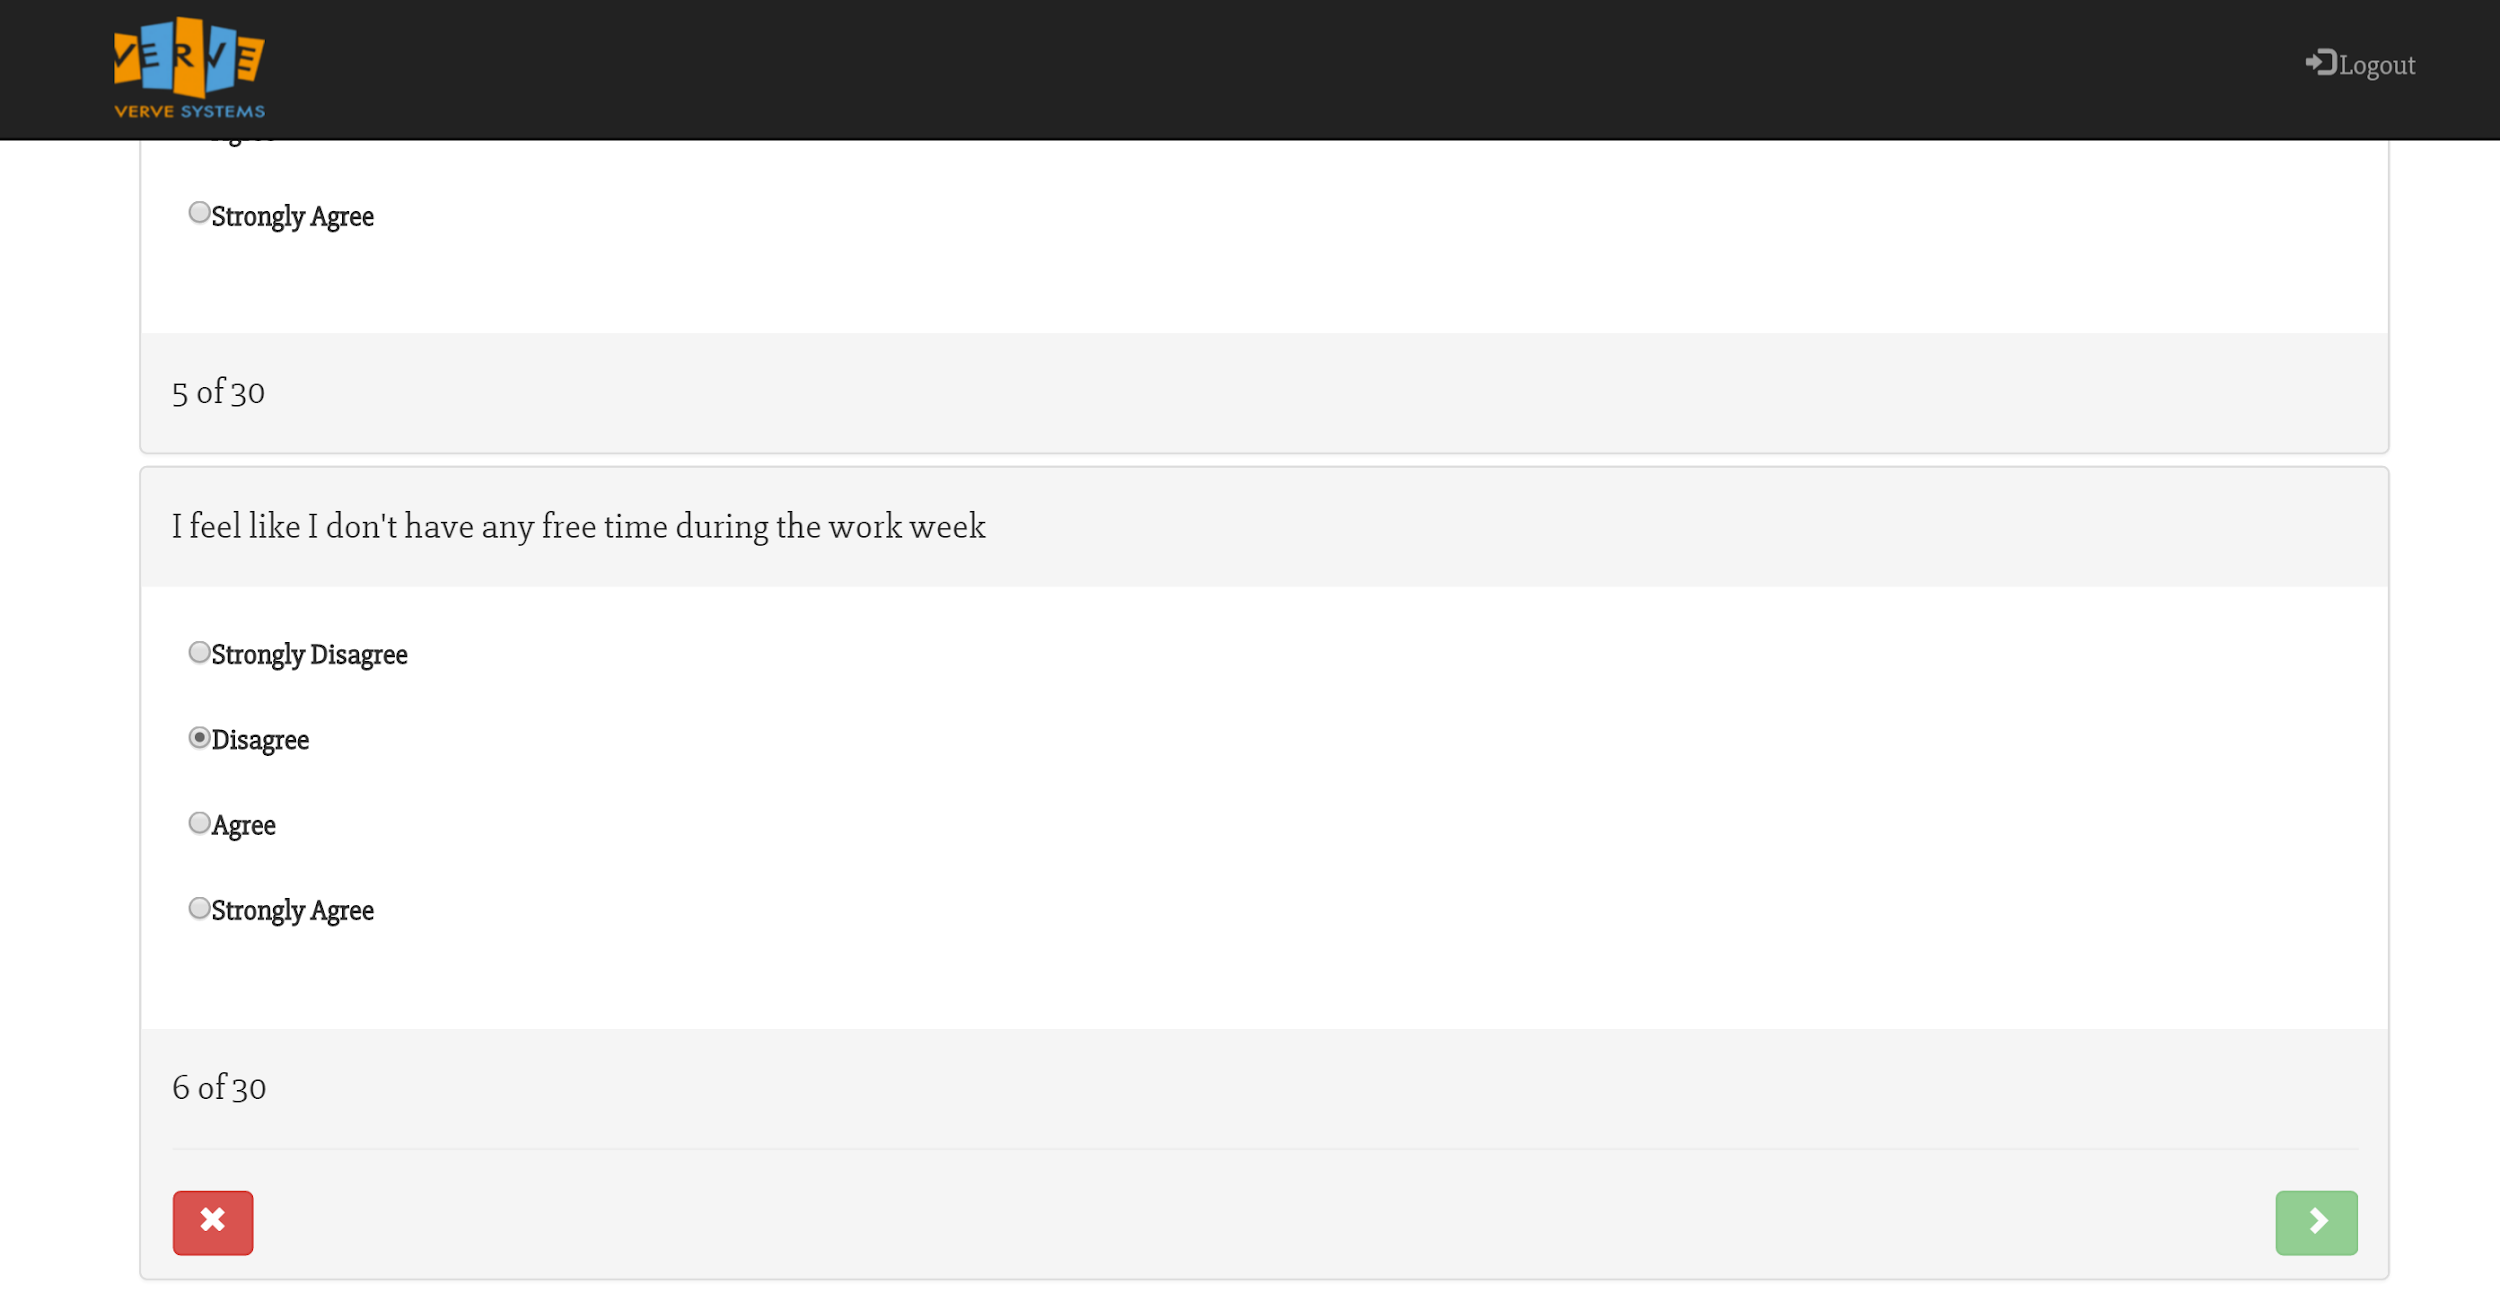 VERVE
VERVE SYSTEMS
Logout
Strongly Agree
5 of 30
I feel like I don't have any free time during the work week
Strongly Disagree
Disagree
Agree
Strongly Agree
6 of 30